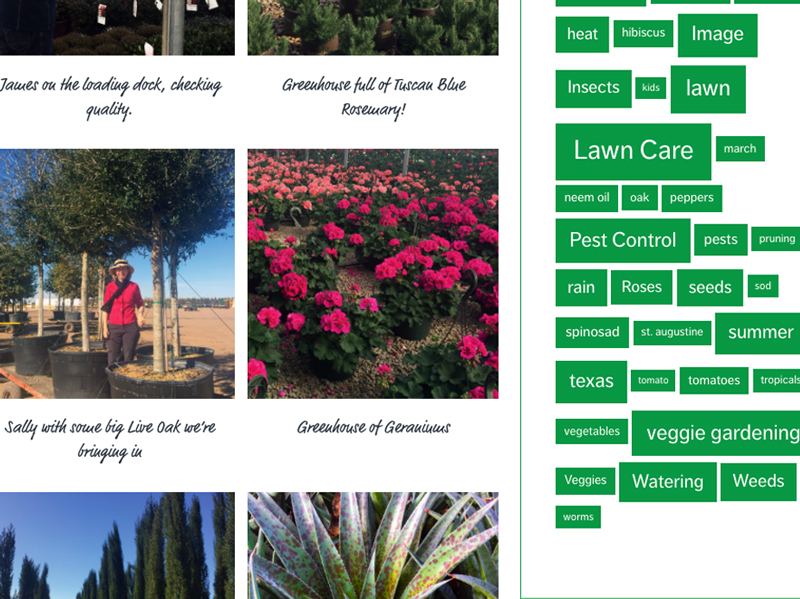 James on the loading dock, checking
quality.
Greenhouse full of Tuscan Blue
Rosemary!
Sally with some big Live Oak we're
bringing in
Greenhouse of Geraniums
heat hibiscus Image
Insects kids lawn
Lawn Care march
neem oil oak peppers
Pest Control pests pruning
rain Roses seeds sod
spinosad st. augustine summer
texas tomato tomatoes tropicals
vegetables veggie gardening
Veggies Watering Weeds
worms